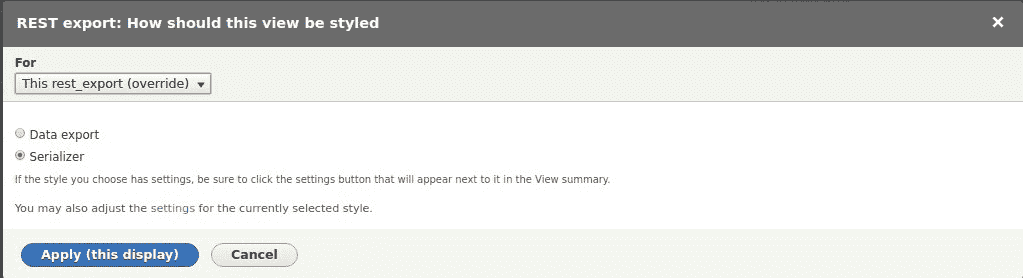 REST export: How should this view be styled
For
This rest_export (override)
Data export
Serializer
If the style you choose has settings, be sure to click the settings button that will appear next to it in the View summary.
You may also adjust the settings for the currently selected style.
Apply (this display) Cancel